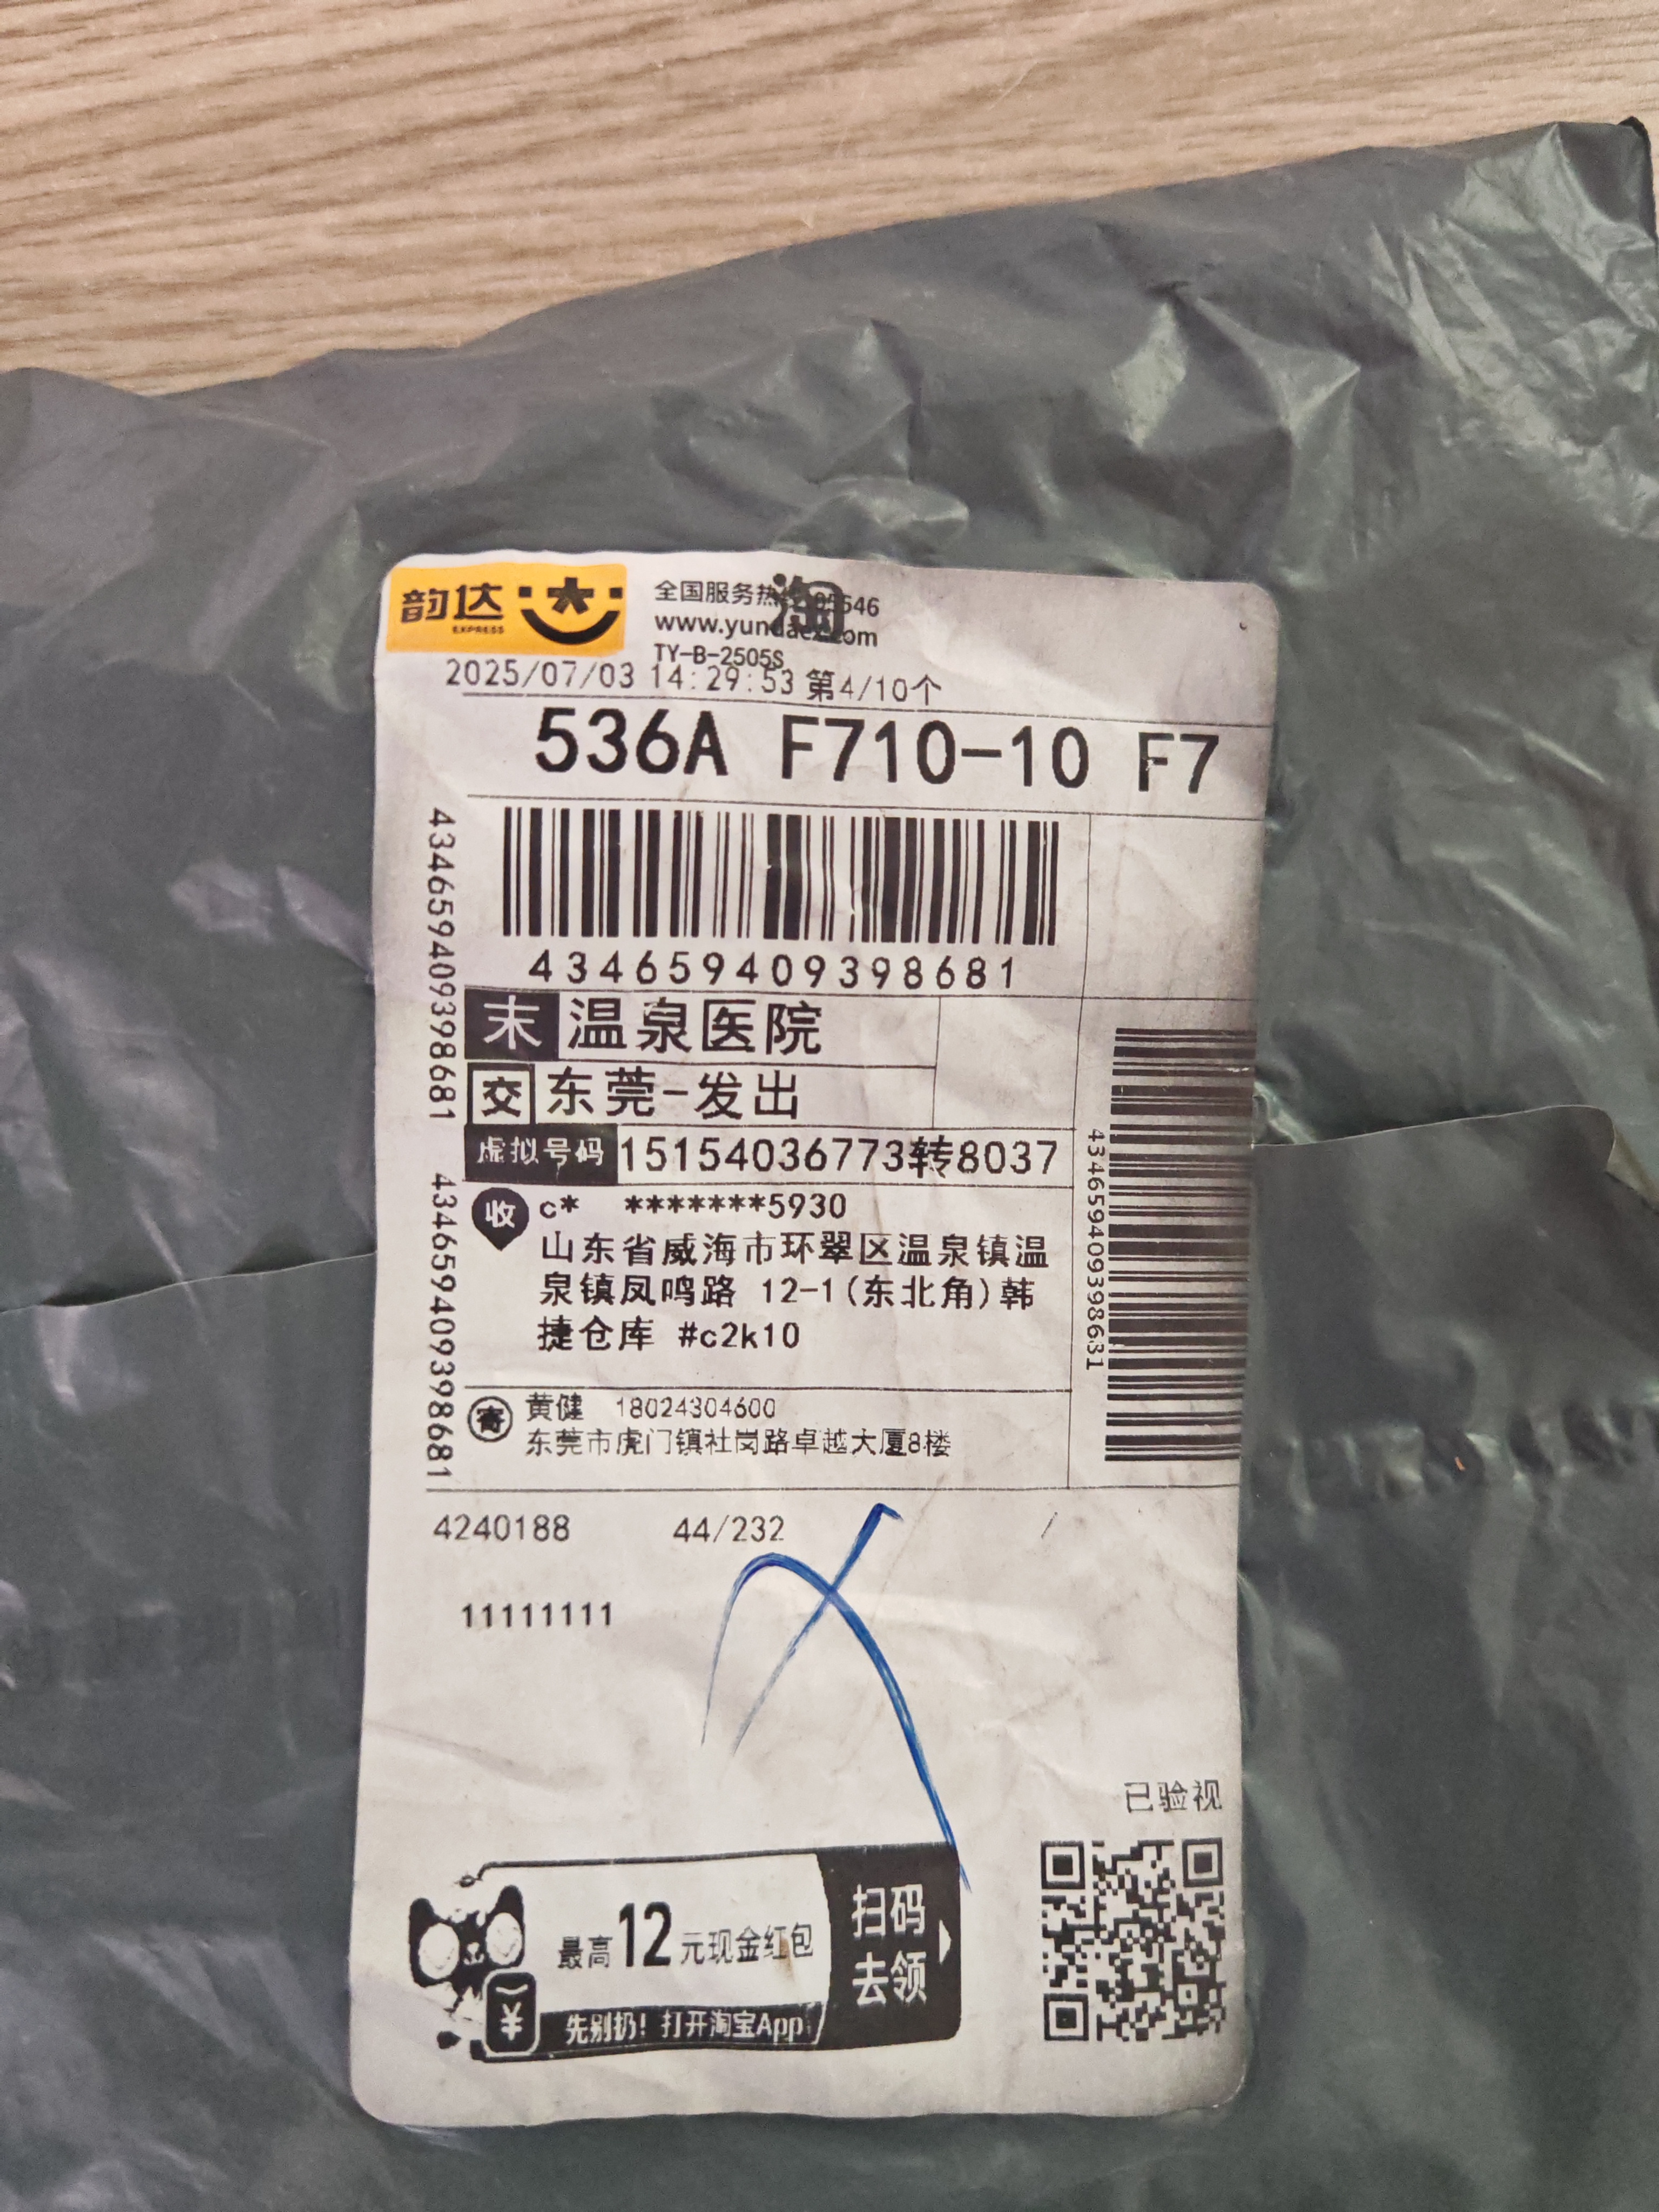 韵达
EXPRESS
全国服务热 淘 95546
www.yundaex.com
TY-B-2505S
2025/07/03 14:29:53 第4/10个
536A F710-10 F7
434659409398681
434659409398681
末 温泉医院
交 东莞-发出
虚拟号码 15154036773转8037
收 c* *******5930
山东省威海市环翠区温泉镇温
泉镇凤鸣路 12-1(东北角)韩
捷仓库 #c2k10
434659409398681
434659409398681
寄 黄健 18024304600
东莞市虎门镇社岗路卓越大厦8楼
4240188 44/232 /
11111111
已验视
最高12元现金红包
先别扔！打开淘宝App
扫码
去领
¥